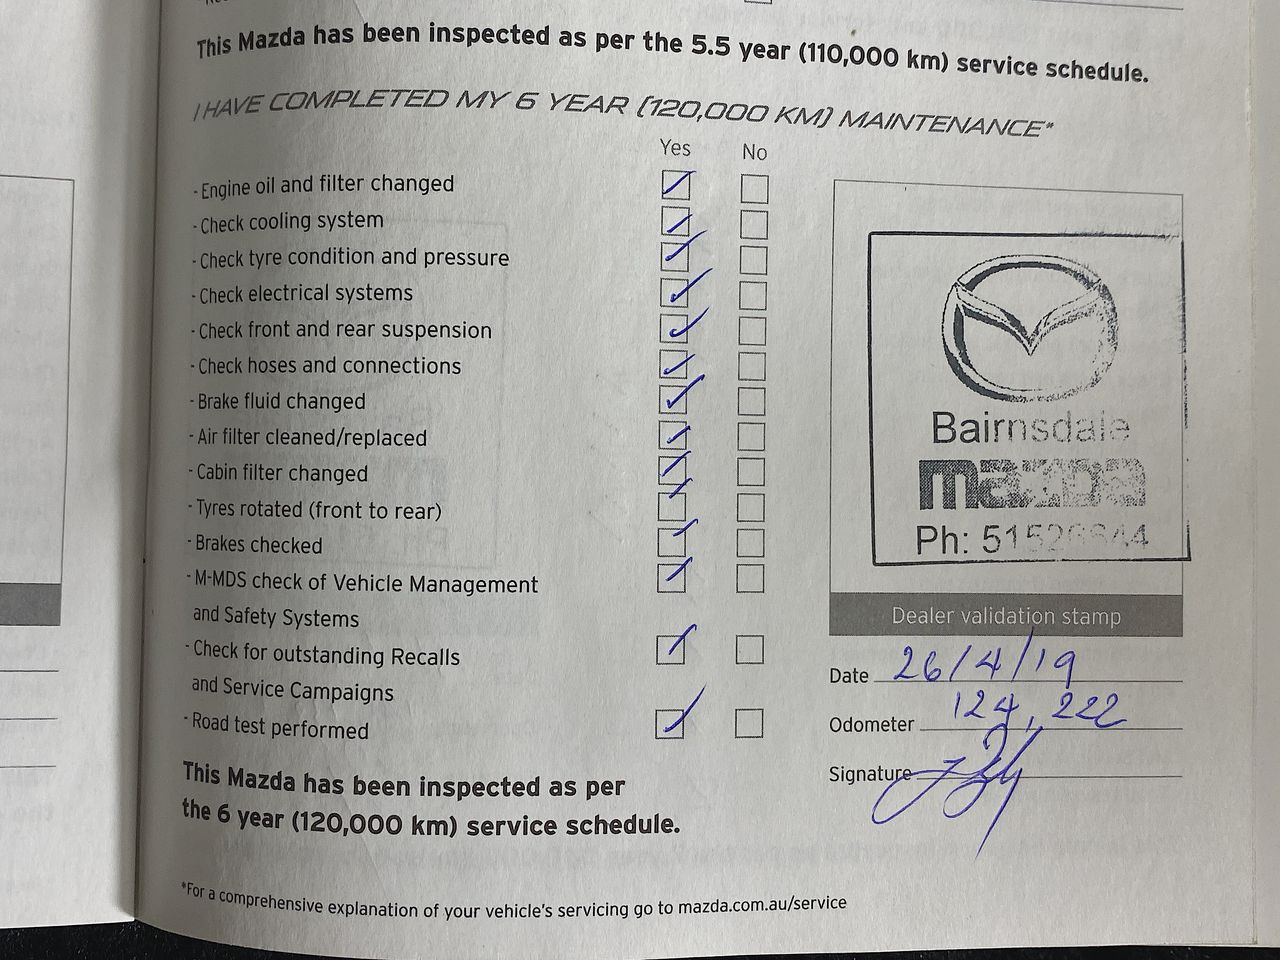 This Mazda has been inspected as per the 5.5 year (110,000 km) service schedule.
I HAVE COMPLETED MY 6 YEAR (120,000 KM) MAINTENANCE*
Yes No
- Engine oil and filter changed
- Check cooling system
- Check tyre condition and pressure
- Check electrical systems
- Check front and rear suspension
- Check hoses and connections
- Brake fluid changed
- Air filter cleaned/replaced
- Cabin filter changed
- Tyres rotated (front to rear)
- Brakes checked
- M-MDS check of Vehicle Management
and Safety Systems
- Check for outstanding Recalls
and Service Campaigns
- Road test performed
This Mazda has been inspected as per
the 6 year (120,000 km) service schedule.
*For a comprehensive explanation of your vehicle's servicing go to mazda.com.au/service
Bairnsdale
mazda
Ph:
Dealer validation stamp
Date 26/4/19
Odometer 124,222
Signature